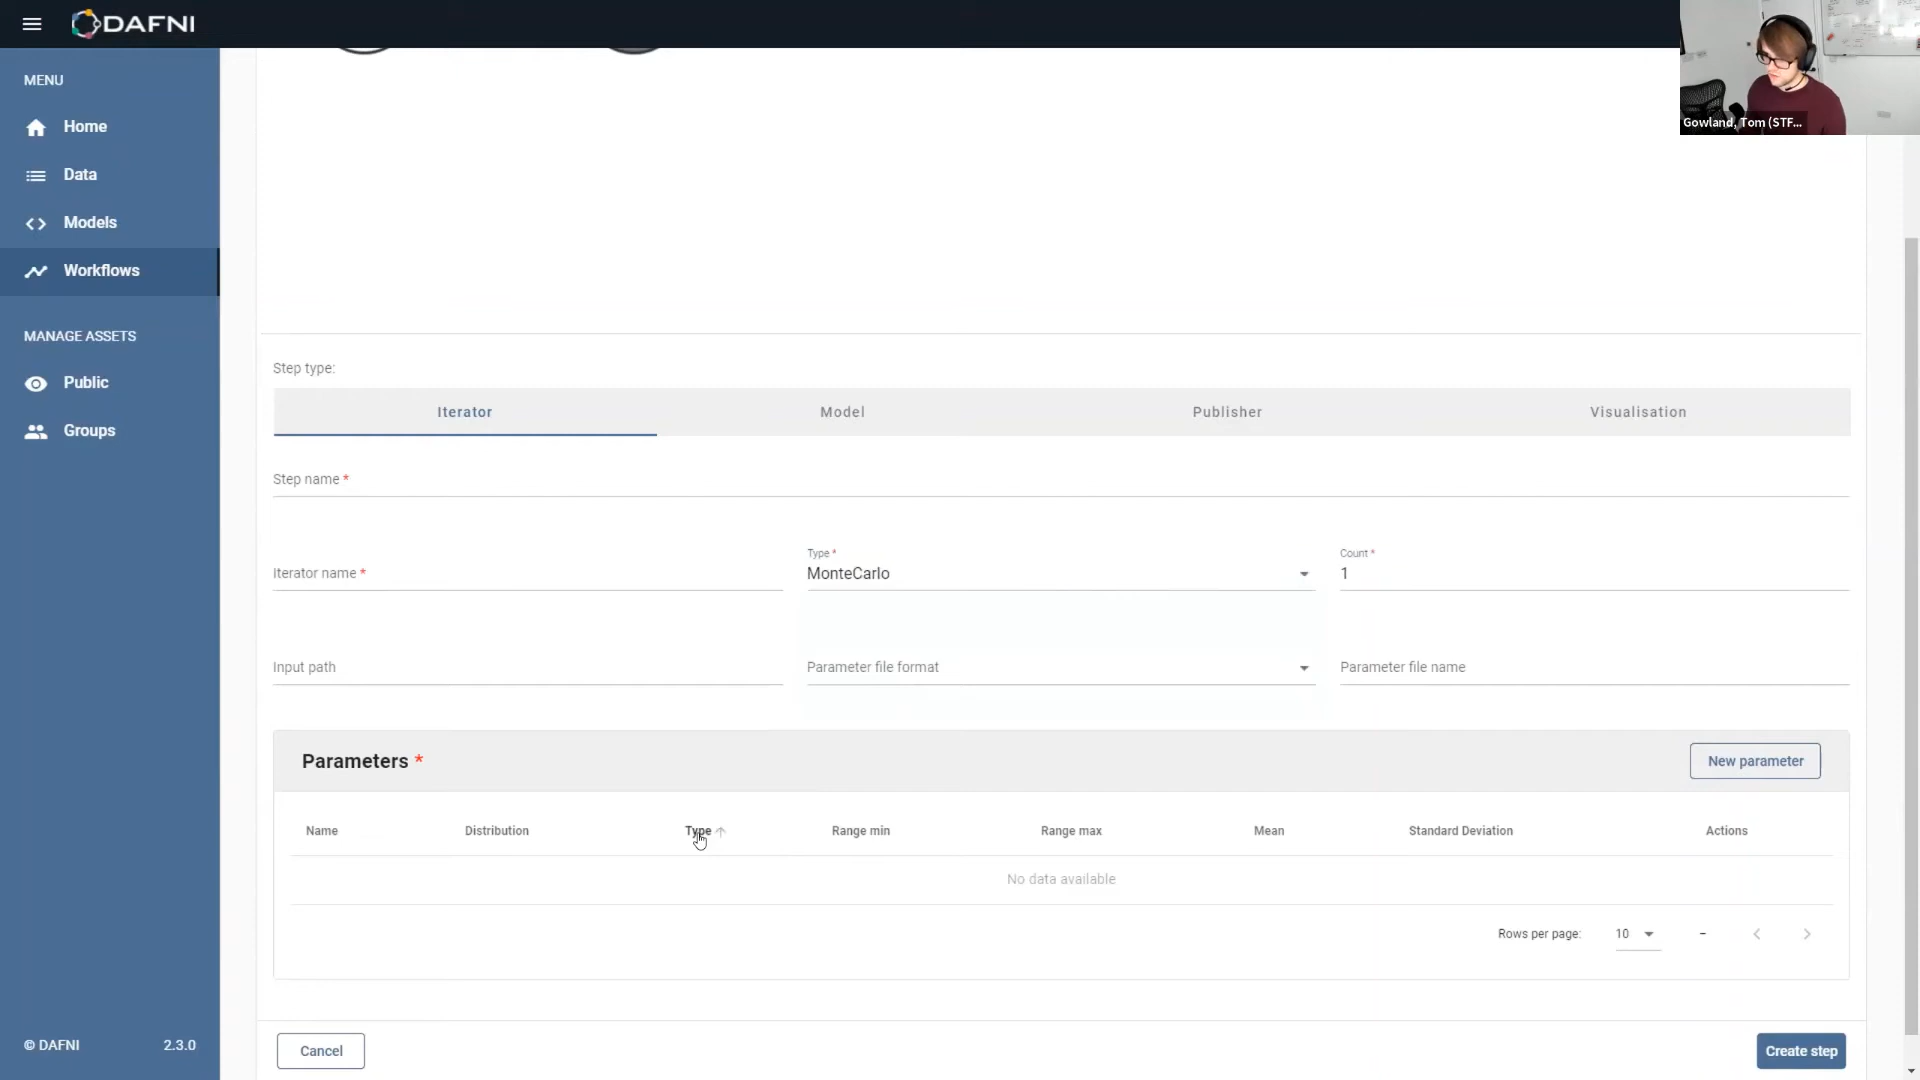 DAFNI
MENU
Home
Data
Models
Workflows
MANAGE ASSETS
Public
Groups
© DAFNI 2.3.0
Gowland, Tom (STF...
Step type:
Iterator Model Publisher Visualisation
Step name *
Iterator name * Type * MonteCarlo Count * 1
Input path Parameter file format Parameter file name
Parameters * New parameter
Name Distribution Type Range min Range max Mean Standard Deviation Actions
No data available
Rows per page: 10 –
Cancel Create step